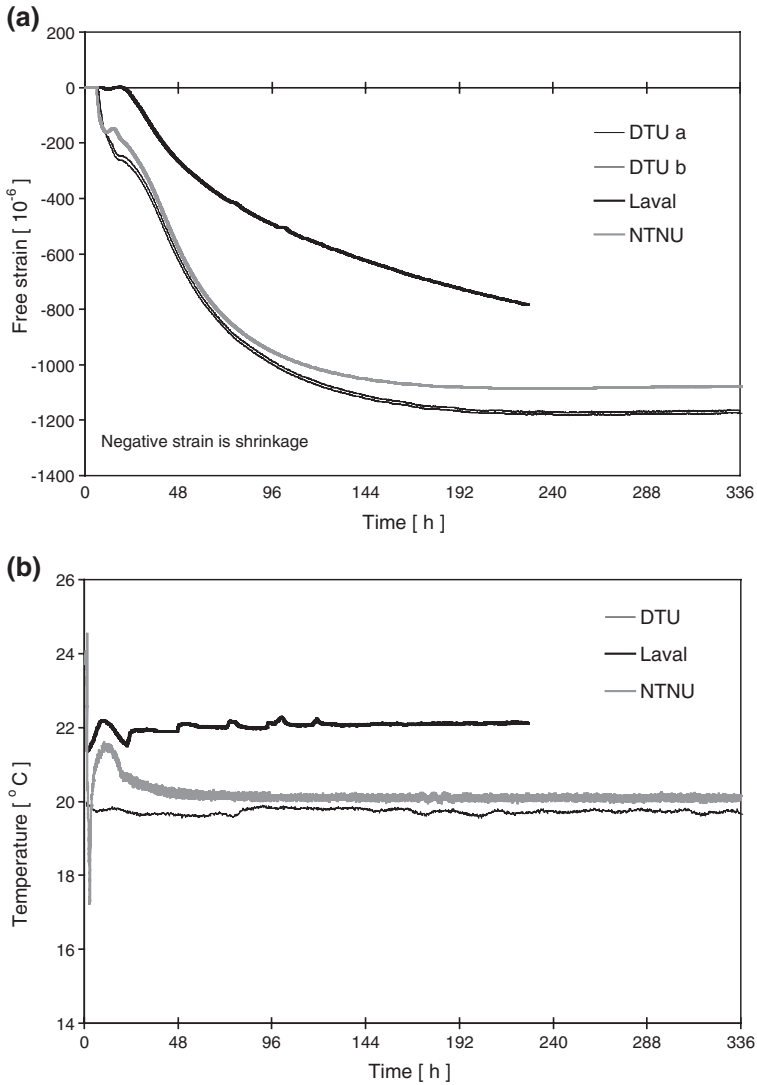 (a)
200
0
-200
-400
-600
-800
-1000
-1200
-1400
Free strain [ 10^-6 ]
DTU a
DTU b
Laval
NTNU
Negative strain is shrinkage
0 48 96 144 192 240 288 336
Time [ h ]
(b)
26
24
22
20
18
16
14
Temperature [ °C ]
DTU
Laval
NTNU
0 48 96 144 192 240 288 336
Time [ h ]